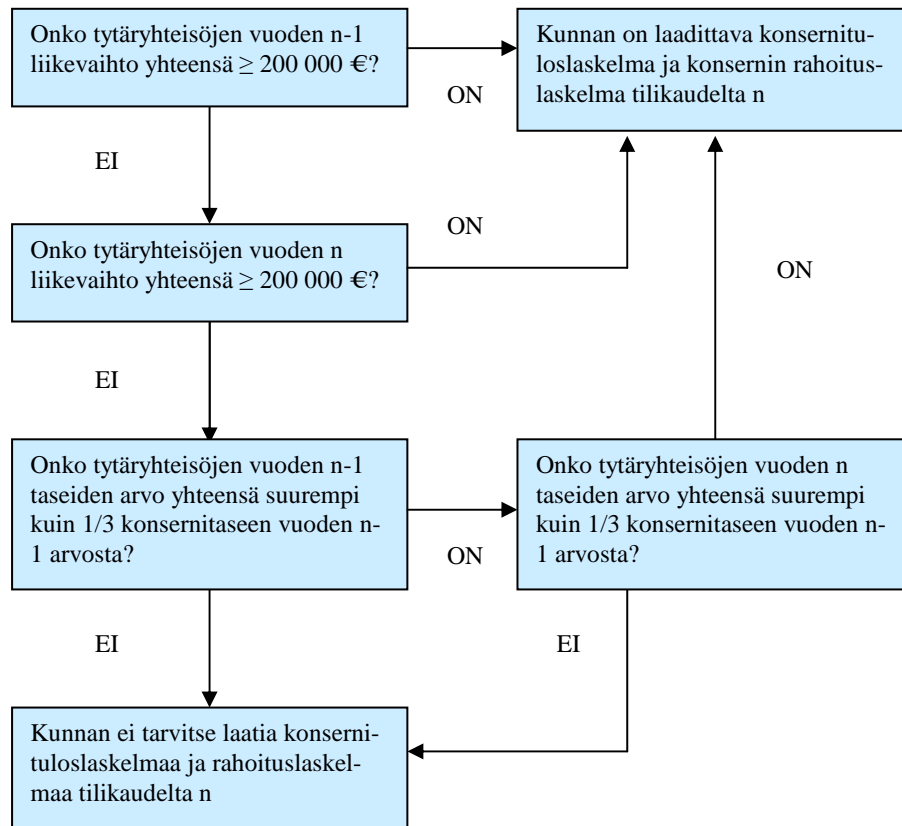 Onko tytäryhteisöjen vuoden n-1
liikevaihto yhteensä ≥ 200 000 €?
ON
Kunnan on laadittava konsernitu-
loslaskelma ja konsernin rahoitus-
laskelma tilikaudelta n
EI
Onko tytäryhteisöjen vuoden n
liikevaihto yhteensä ≥ 200 000 €?
ON
ON
EI
Onko tytäryhteisöjen vuoden n-1
taseiden arvo yhteensä suurempi
kuin 1/3 konsernitaseen vuoden n-
1 arvosta?
ON
Onko tytäryhteisöjen vuoden n
taseiden arvo yhteensä suurempi
kuin 1/3 konsernitaseen vuoden n-
1 arvosta?
EI
EI
Kunnan ei tarvitse laatia konserni-
tuloslaskelmaa ja rahoituslaskel-
maa tilikaudelta n